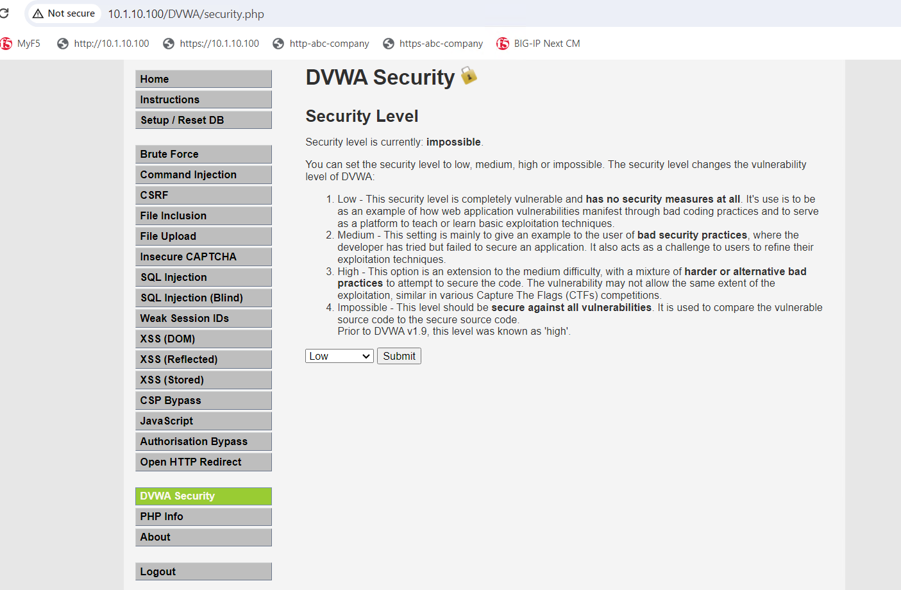 Not secure 10.1.10.100/DVWA/security.php
MyF5 http://10.1.10.100 https://10.1.10.100 http-abc-company https-abc-company BIG-IP Next CM
Home
Instructions
Setup / Reset DB
Brute Force
Command Injection
CSRF
File Inclusion
File Upload
Insecure CAPTCHA
SQL Injection
SQL Injection (Blind)
Weak Session IDs
XSS (DOM)
XSS (Reflected)
XSS (Stored)
CSP Bypass
JavaScript
Authorisation Bypass
Open HTTP Redirect
DVWA Security
PHP Info
About
Logout
DVWA Security
Security Level
Security level is currently: impossible.
You can set the security level to low, medium, high or impossible. The security level changes the vulnerability
level of DVWA:
1. Low - This security level is completely vulnerable and has no security measures at all. It's use is to be
as an example of how web application vulnerabilities manifest through bad coding practices and to serve
as a platform to teach or learn basic exploitation techniques.
2. Medium - This setting is mainly to give an example to the user of bad security practices, where the
developer has tried but failed to secure an application. It also acts as a challenge to users to refine their
exploitation techniques.
3. High - This option is an extension to the medium difficulty, with a mixture of harder or alternative bad
practices to attempt to secure the code. The vulnerability may not allow the same extent of the
exploitation, similar in various Capture The Flags (CTFs) competitions.
4. Impossible - This level should be secure against all vulnerabilities. It is used to compare the vulnerable
source code to the secure source code.
Prior to DVWA v1.9, this level was known as 'high'.
Low Submit